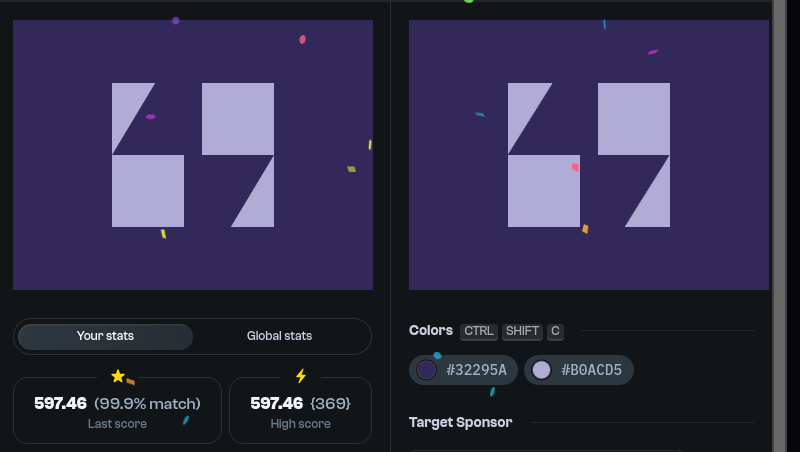 Your stats
Global stats
597.46 (99.9% match)
Last score
597.46 {369}
High score
Colors CTRL SHIFT C
#32295A
#B0ACD5
Target Sponsor